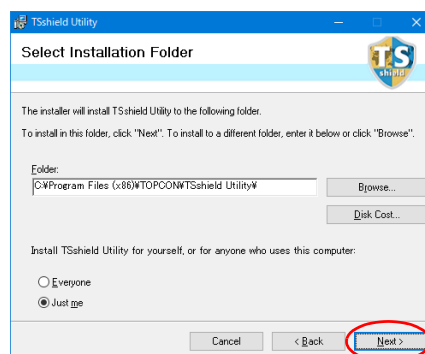 TSshield Utility
Select Installation Folder
TS
shield
The installer will install TSshield Utility to the following folder.
To install in this folder, click "Next". To install to a different folder, enter it below or click "Browse".
Folder:
C:¥Program Files (x86)¥TOPCON¥TSshield Utility¥
Browse...
Disk Cost...
Install TSshield Utility for yourself, or for anyone who uses this computer:
Everyone
Just me
Cancel
< Back
Next >